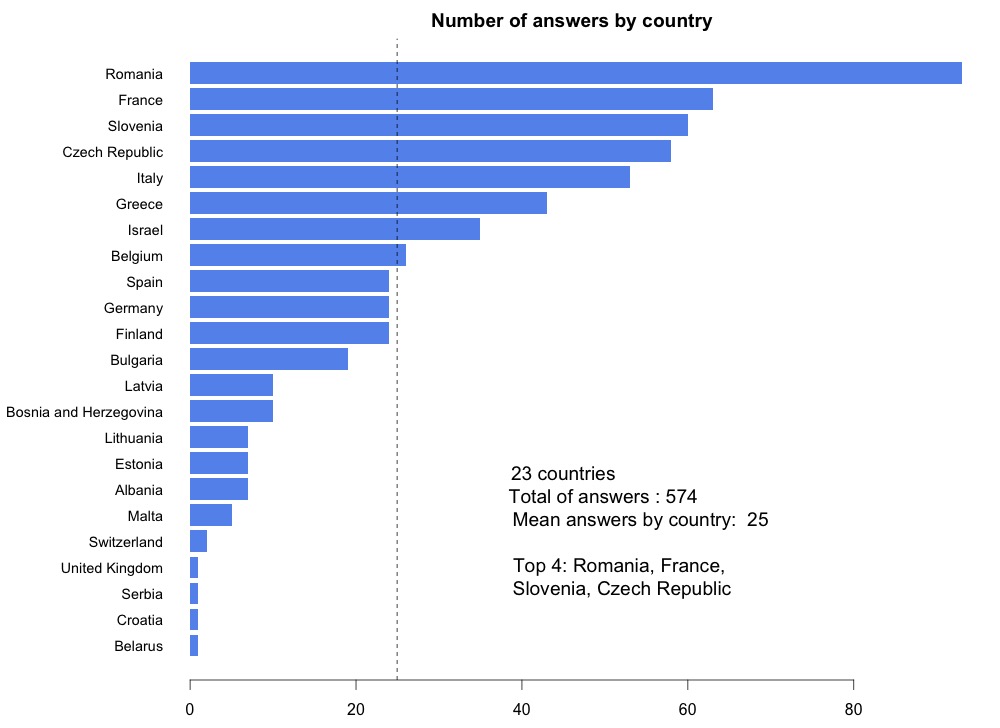 Number of answers by country
Romania
France
Slovenia
Czech Republic
Italy
Greece
Israel
Belgium
Spain
Germany
Finland
Bulgaria
Latvia
Bosnia and Herzegovina
Lithuania
Estonia
Albania
Malta
Switzerland
United Kingdom
Serbia
Croatia
Belarus
23 countries
Total of answers : 574
Mean answers by country:  25
Top 4: Romania, France,
Slovenia, Czech Republic
0 20 40 60 80